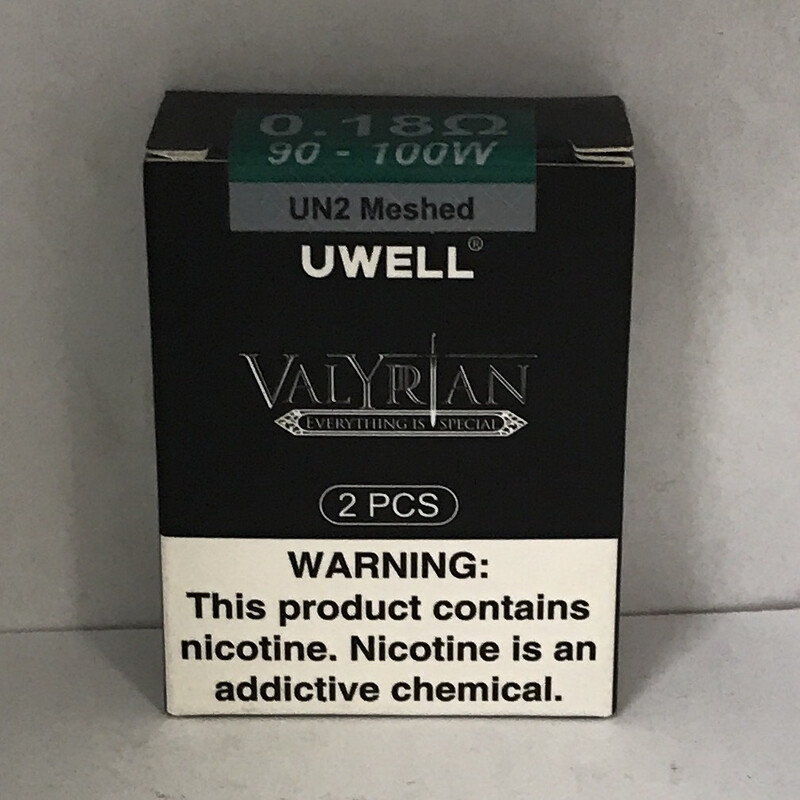 0.18Ω
90 - 100W
UN2 Meshed
UWELL®
VALYRIAN
EVERYTHING IS SPECIAL
2 PCS
WARNING:
This product contains
nicotine. Nicotine is an
addictive chemical.